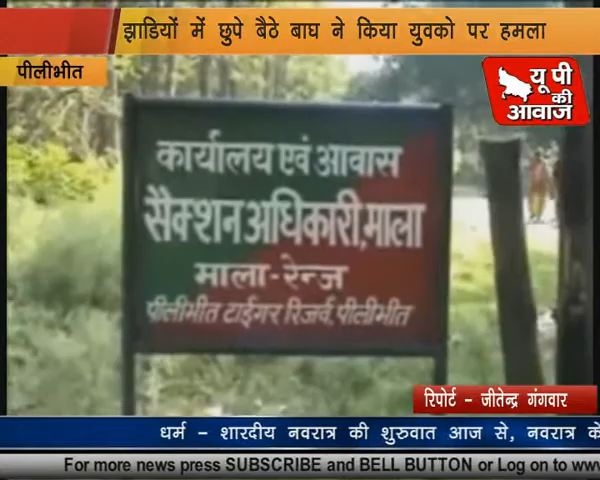 झाडियों में छुपे बैठे बाघ ने किया युवको पर हमला
पीलीभीत
यू पी
की
आवाज
कार्यालय एवं आवास
सैक्शन अधिकारी, माला
माला-रेन्ज
पीलीभीत टाईगर रिजर्व, पीलीभीत
रिपोर्ट - जीतेन्द्र गंगवार
धर्म - शारदीय नवरात्र की शुरुवात आज से, नवरात्र के
For more news press SUBSCRIBE and BELL BUTTON or Log on to www